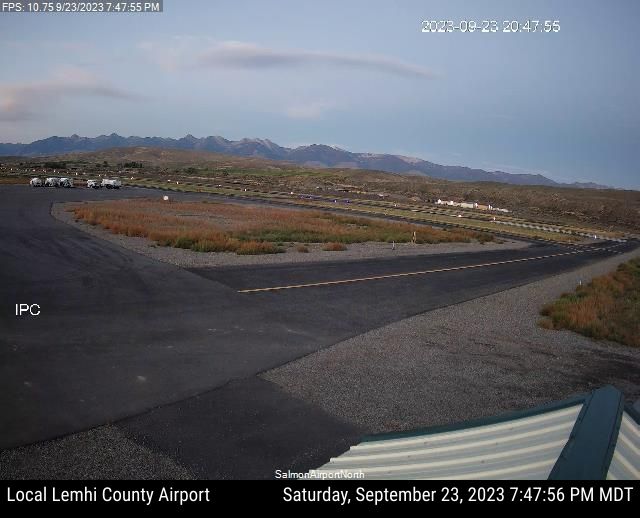 FPS: 10.75 9/23/2023 7:47:55 PM
2023-09-23 20:47:55
IPC
SalmonAirportNorth
Local Lemhi County Airport
Saturday, September 23, 2023 7:47:56 PM MDT